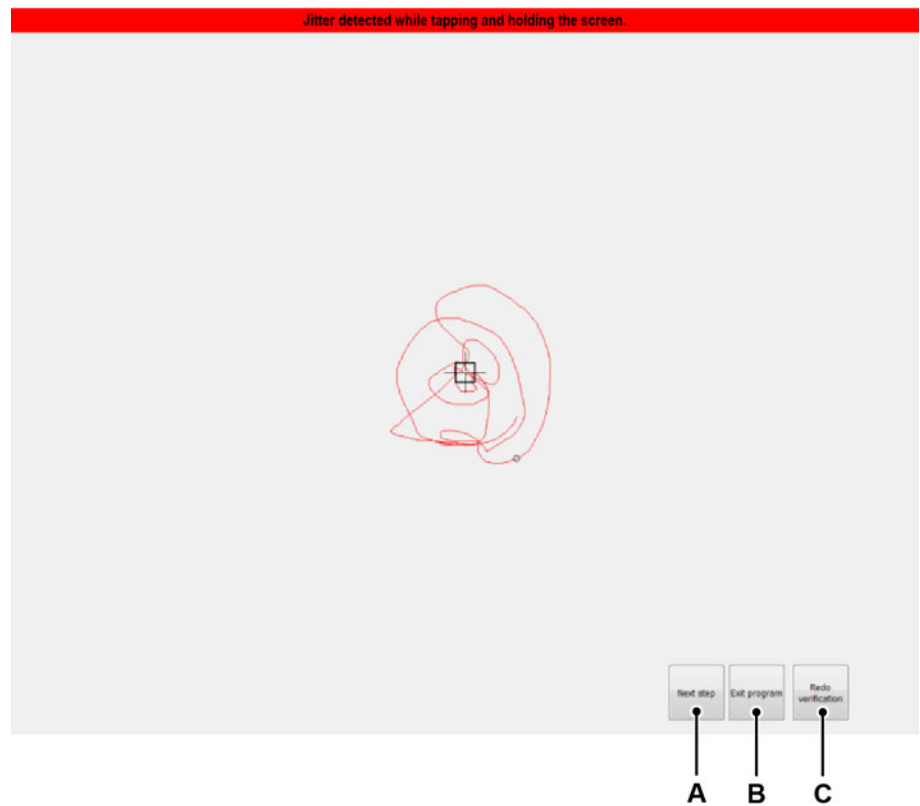 Jitter detected while tapping and holding the screen.
Next step
Exit program
Redo
verification
A
B
C